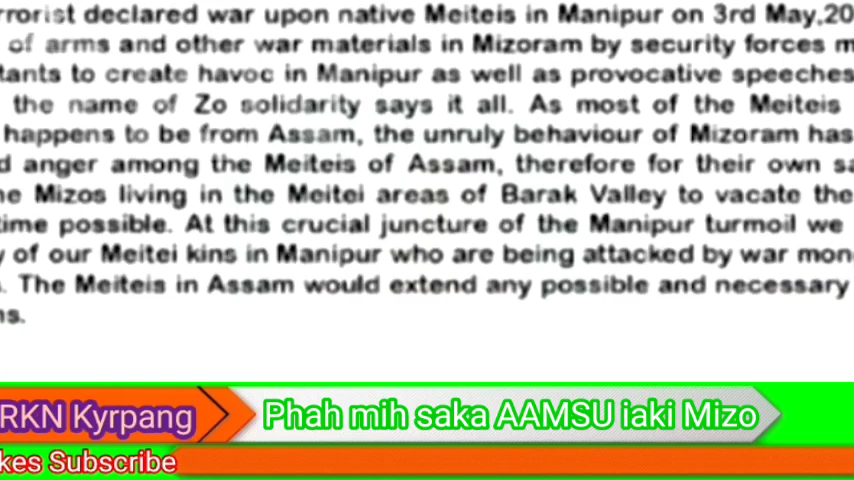 rrorist declared war upon native Meiteis in Manipur on 3rd May,20
of arms and other war materials in Mizoram by security forces m
tants to create havoc in Manipur as well as provocative speeches
the name of Zo solidarity says it all. As most of the Meiteis
happens to be from Assam, the unruly behaviour of Mizoram has
d anger among the Meiteis of Assam, therefore for their own sa
ne Mizos living in the Meitei areas of Barak Valley to vacate the
time possible. At this crucial juncture of the Manipur turmoil we
y of our Meitei kins in Manipur who are being attacked by war mon
. The Meiteis in Assam would extend any possible and necessary
ns.
RKN Kyrpang
Phah mih saka AAMSU iaki Mizo
kes Subscribe